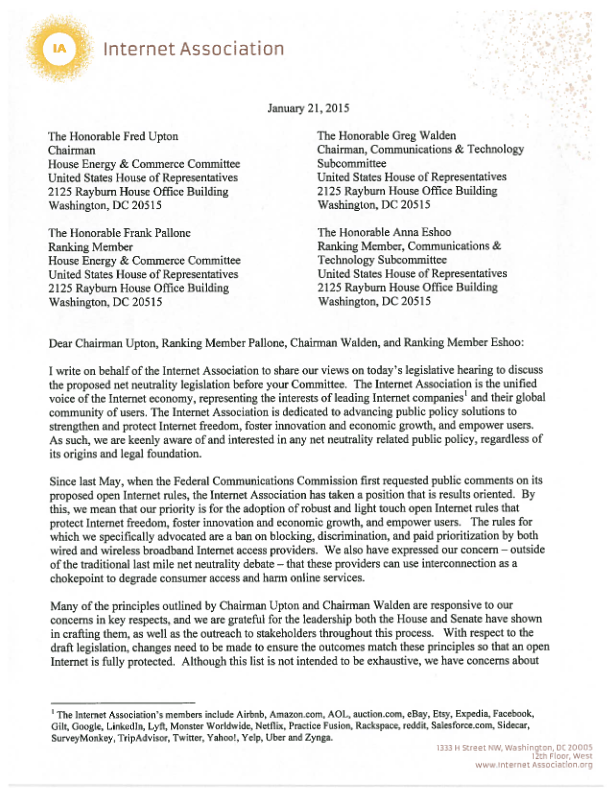 IA Internet Association
January 21, 2015
The Honorable Fred Upton
Chairman
House Energy & Commerce Committee
United States House of Representatives
2125 Rayburn House Office Building
Washington, DC 20515
The Honorable Greg Walden
Chairman, Communications & Technology
Subcommittee
United States House of Representatives
2125 Rayburn House Office Building
Washington, DC 20515
The Honorable Frank Pallone
Ranking Member
House Energy & Commerce Committee
United States House of Representatives
2125 Rayburn House Office Building
Washington, DC 20515
The Honorable Anna Eshoo
Ranking Member, Communications &
Technology Subcommittee
United States House of Representatives
2125 Rayburn House Office Building
Washington, DC 20515
Dear Chairman Upton, Ranking Member Pallone, Chairman Walden, and Ranking Member Eshoo:
I write on behalf of the Internet Association to share our views on today's legislative hearing to discuss
the proposed net neutrality legislation before your Committee. The Internet Association is the unified
voice of the Internet economy, representing the interests of leading Internet companies¹ and their global
community of users. The Internet Association is dedicated to advancing public policy solutions to
strengthen and protect Internet freedom, foster innovation and economic growth, and empower users.
As such, we are keenly aware of and interested in any net neutrality related public policy, regardless of
its origins and legal foundation.
Since last May, when the Federal Communications Commission first requested public comments on its
proposed open Internet rules, the Internet Association has taken a position that is results oriented. By
this, we mean that our priority is for the adoption of robust and light touch open Internet rules that
protect Internet freedom, foster innovation and economic growth, and empower users. The rules for
which we specifically advocated are a ban on blocking, discrimination, and paid prioritization by both
wired and wireless broadband Internet access providers. We also have expressed our concern – outside
of the traditional last mile net neutrality debate – that these providers can use interconnection as a
chokepoint to degrade consumer access and harm online services.
Many of the principles outlined by Chairman Upton and Chairman Walden are responsive to our
concerns in key respects, and we are grateful for the leadership both the House and Senate have shown
in crafting them, as well as the outreach to stakeholders throughout this process. With respect to the
draft legislation, changes need to be made to ensure the outcomes match these principles so that an open
Internet is fully protected. Although this list is not intended to be exhaustive, we have concerns about
¹ The Internet Association's members include Airbnb, Amazon.com, AOL, auction.com, eBay, Etsy, Expedia, Facebook,
Gilt, Google, LinkedIn, Lyft, Monster Worldwide, Netflix, Practice Fusion, Rackspace, reddit, Salesforce.com, Sidecar,
SurveyMonkey, TripAdvisor, Twitter, Yahoo!, Yelp, Uber and Zynga.
1333 H Street NW, Washington, DC 20005
12th Floor, West
www.Internet Association.org